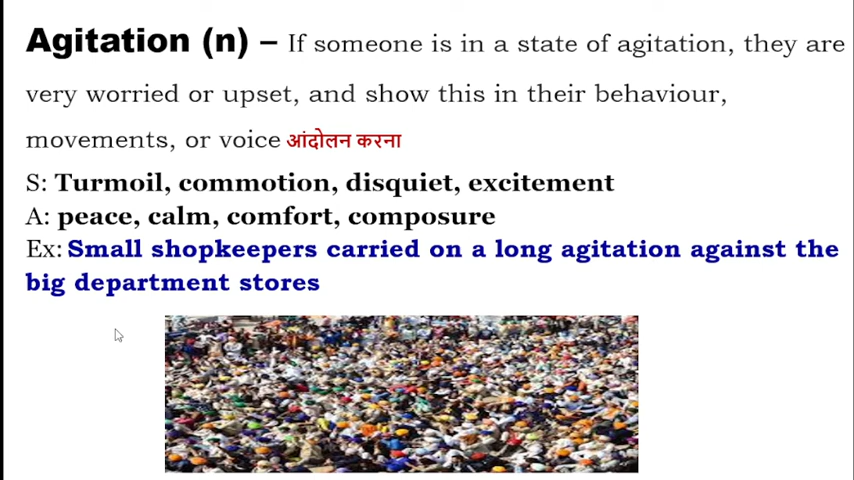 Agitation (n) – If someone is in a state of agitation, they are
very worried or upset, and show this in their behaviour,
movements, or voice आंदोलन करना
S: Turmoil, commotion, disquiet, excitement
A: peace, calm, comfort, composure
Ex: Small shopkeepers carried on a long agitation against the
big department stores